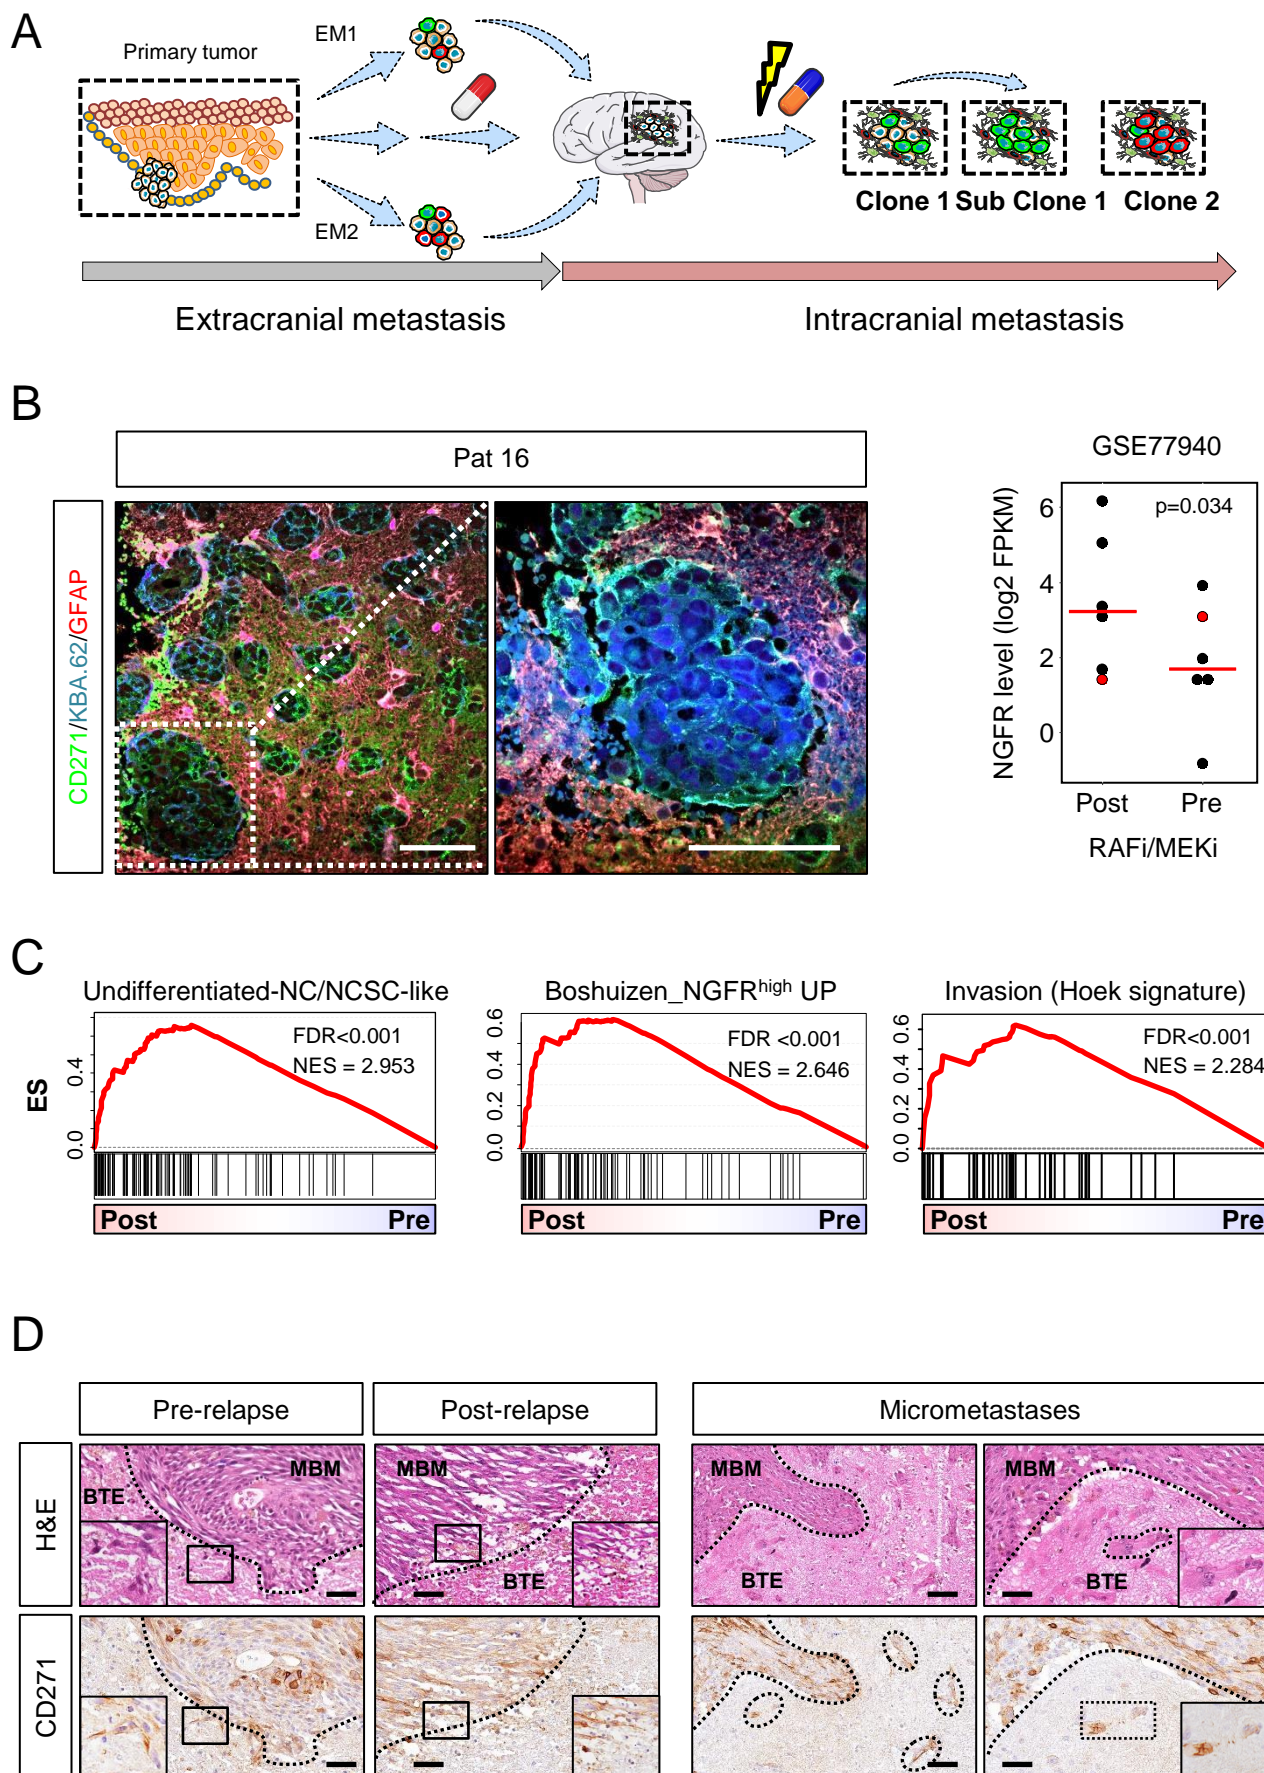 A
Primary tumor
EM1
EM2
Clone 1 Sub Clone 1 Clone 2
Extracranial metastasis
Intracranial metastasis
B
Pat 16
CD271/KBA.62/GFAP
GSE77940
p=0.034
NGFR level (log2 FPKM)
6
4
2
0
Post Pre
RAFi/MEKi
C
Undifferentiated-NC/NCSC-like
FDR<0.001
NES = 2.953
ES
0.4
0.0
Post Pre
Boshuizen_NGFRhigh UP
FDR <0.001
NES = 2.646
0.6
0.4
0.2
0.0
Post Pre
Invasion (Hoek signature)
FDR<0.001
NES = 2.284
0.6
0.4
0.2
0.0
Post Pre
D
Pre-relapse
Post-relapse
Micrometastases
H&E
MBM
BTE
MBM
BTE
MBM
BTE
MBM
BTE
CD271